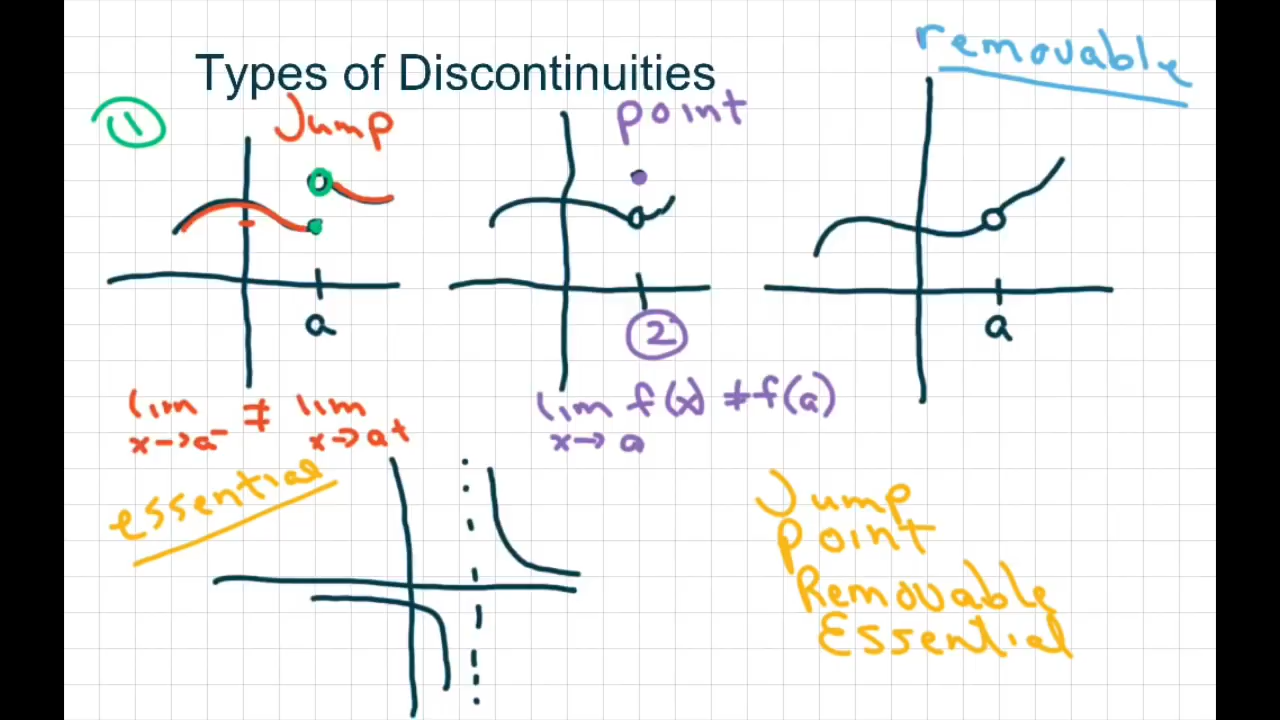 removable
Types of Discontinuities
① Jump
point
a
②
a
lim x→a⁻ ≠ lim x→a⁺
lim x→a f(x) ≠ f(a)
essential
Jump
Point
Removable
Essential